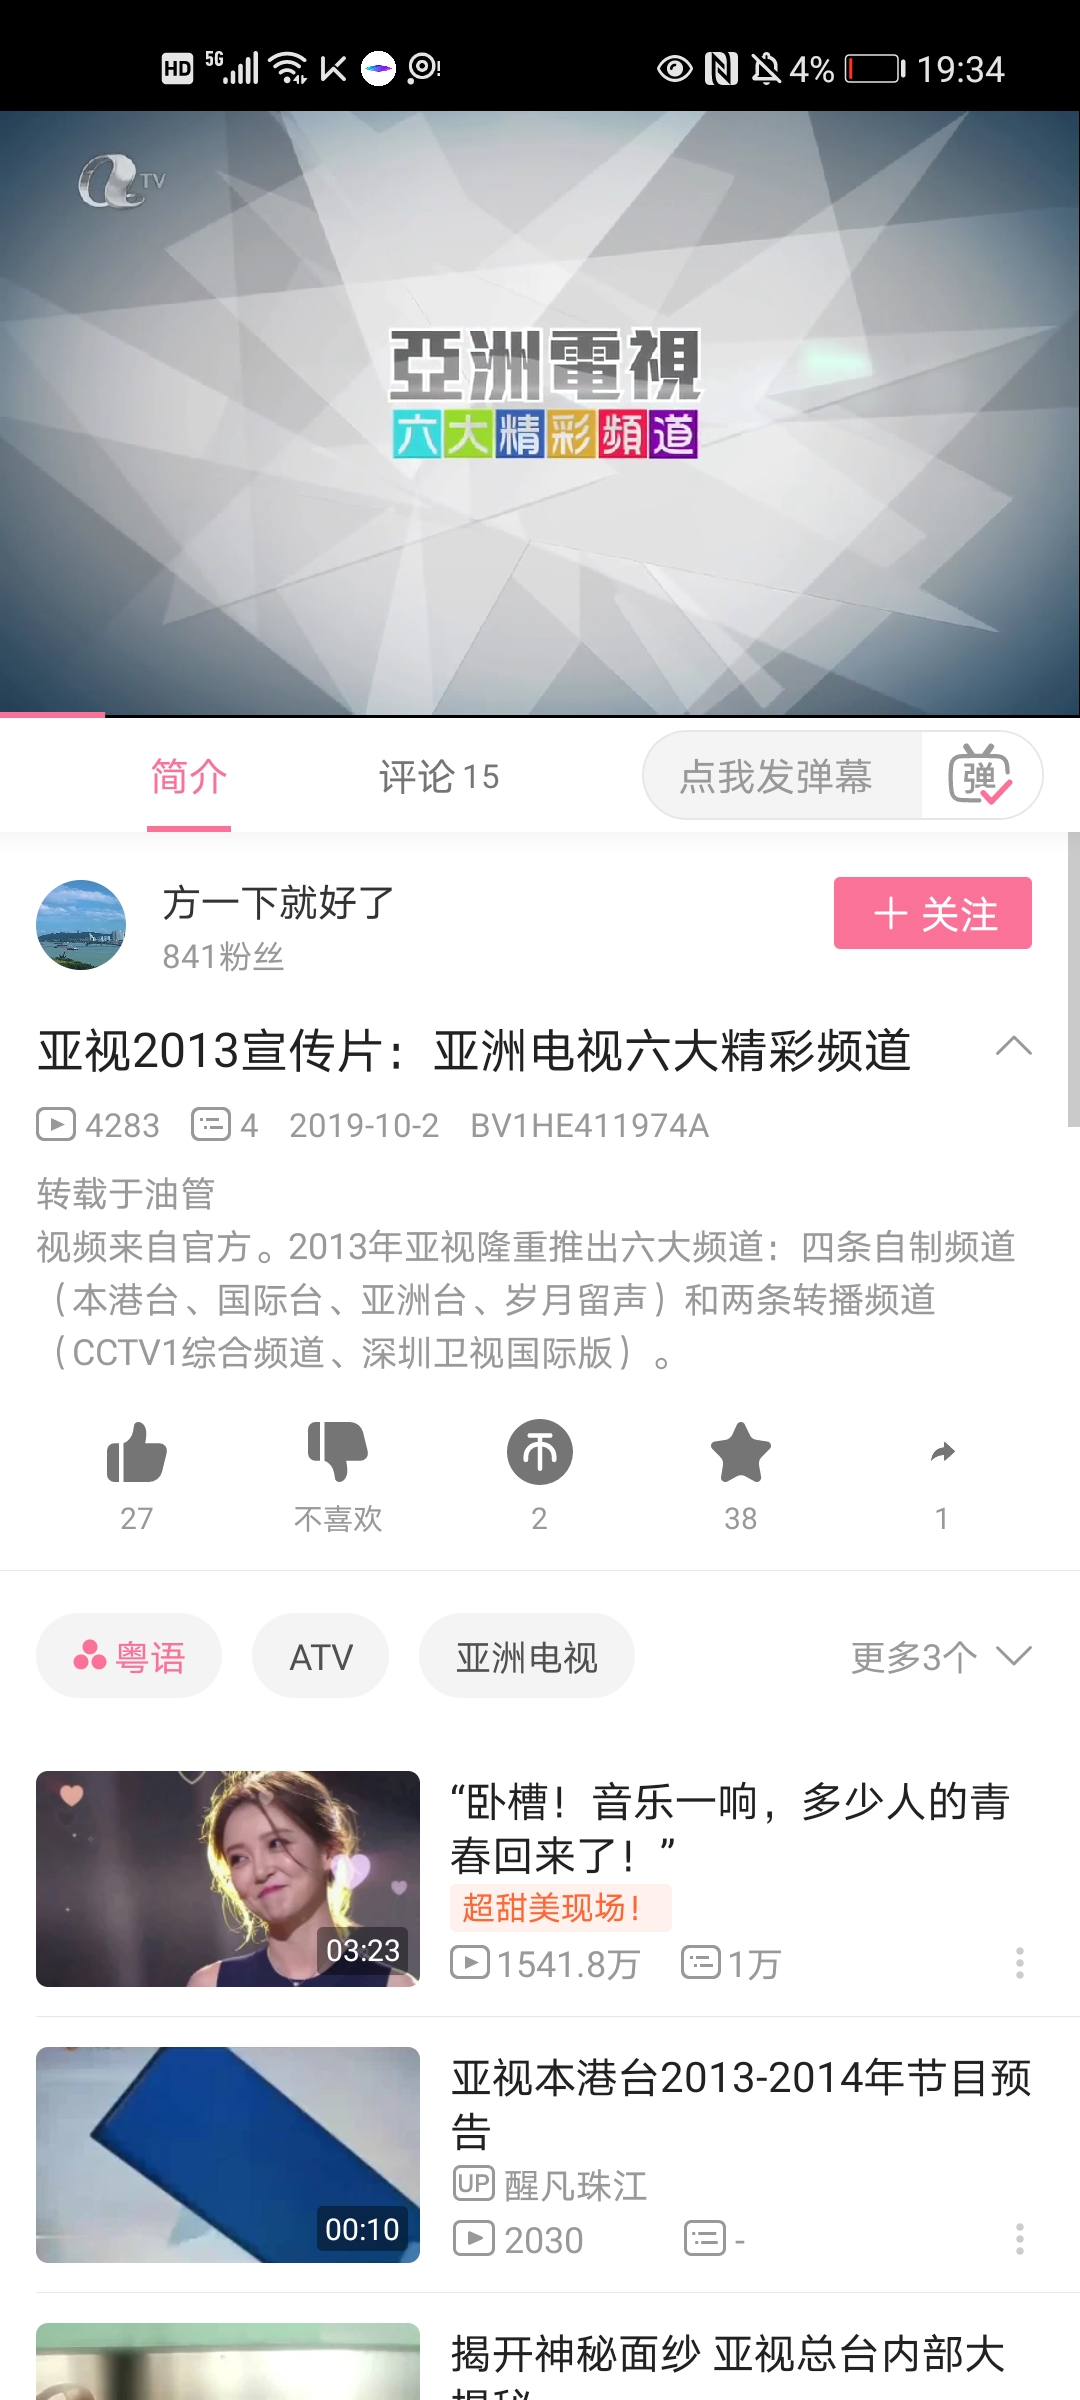 HD 5G 4% 19:34
TV
亞洲電視
六大精彩頻道
简介 评论 15 点我发弹幕 弹
方一下就好了
841粉丝
+ 关注
亚视2013宣传片：亚洲电视六大精彩频道
4283 4 2019-10-2 BV1HE411974A
转载于油管
视频来自官方。2013年亚视隆重推出六大频道：四条自制频道
（本港台、国际台、亚洲台、岁月留声）和两条转播频道
（CCTV1综合频道、深圳卫视国际版）。
27 不喜欢 2 38 1
粤语 ATV 亚洲电视 更多3个
“卧槽！音乐一响，多少人的青
春回来了！”
超甜美现场！
03:23
1541.8万 1万
亚视本港台2013-2014年节目预
告
UP 醒凡珠江
00:10
2030 -
揭开神秘面纱 亚视总台内部大